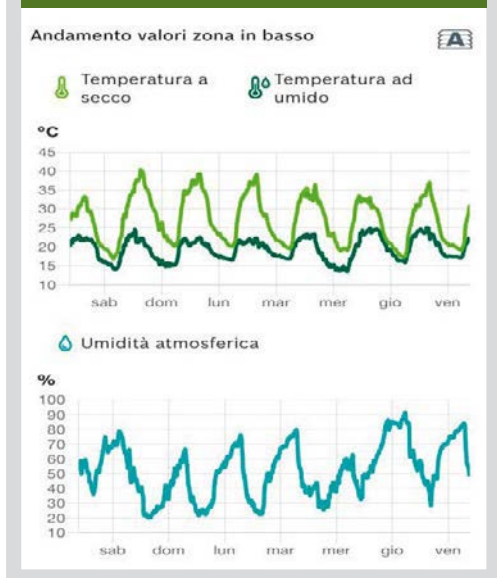 Andamento valori zona in basso
A
Temperatura a
secco
Temperatura ad
umido
°C
45
40
35
30
25
20
15
10
sab dom lun mar mer gio ven
Umidità atmosferica
%
100
90
80
70
60
50
40
30
20
10
sab dom lun mar mer gio ven